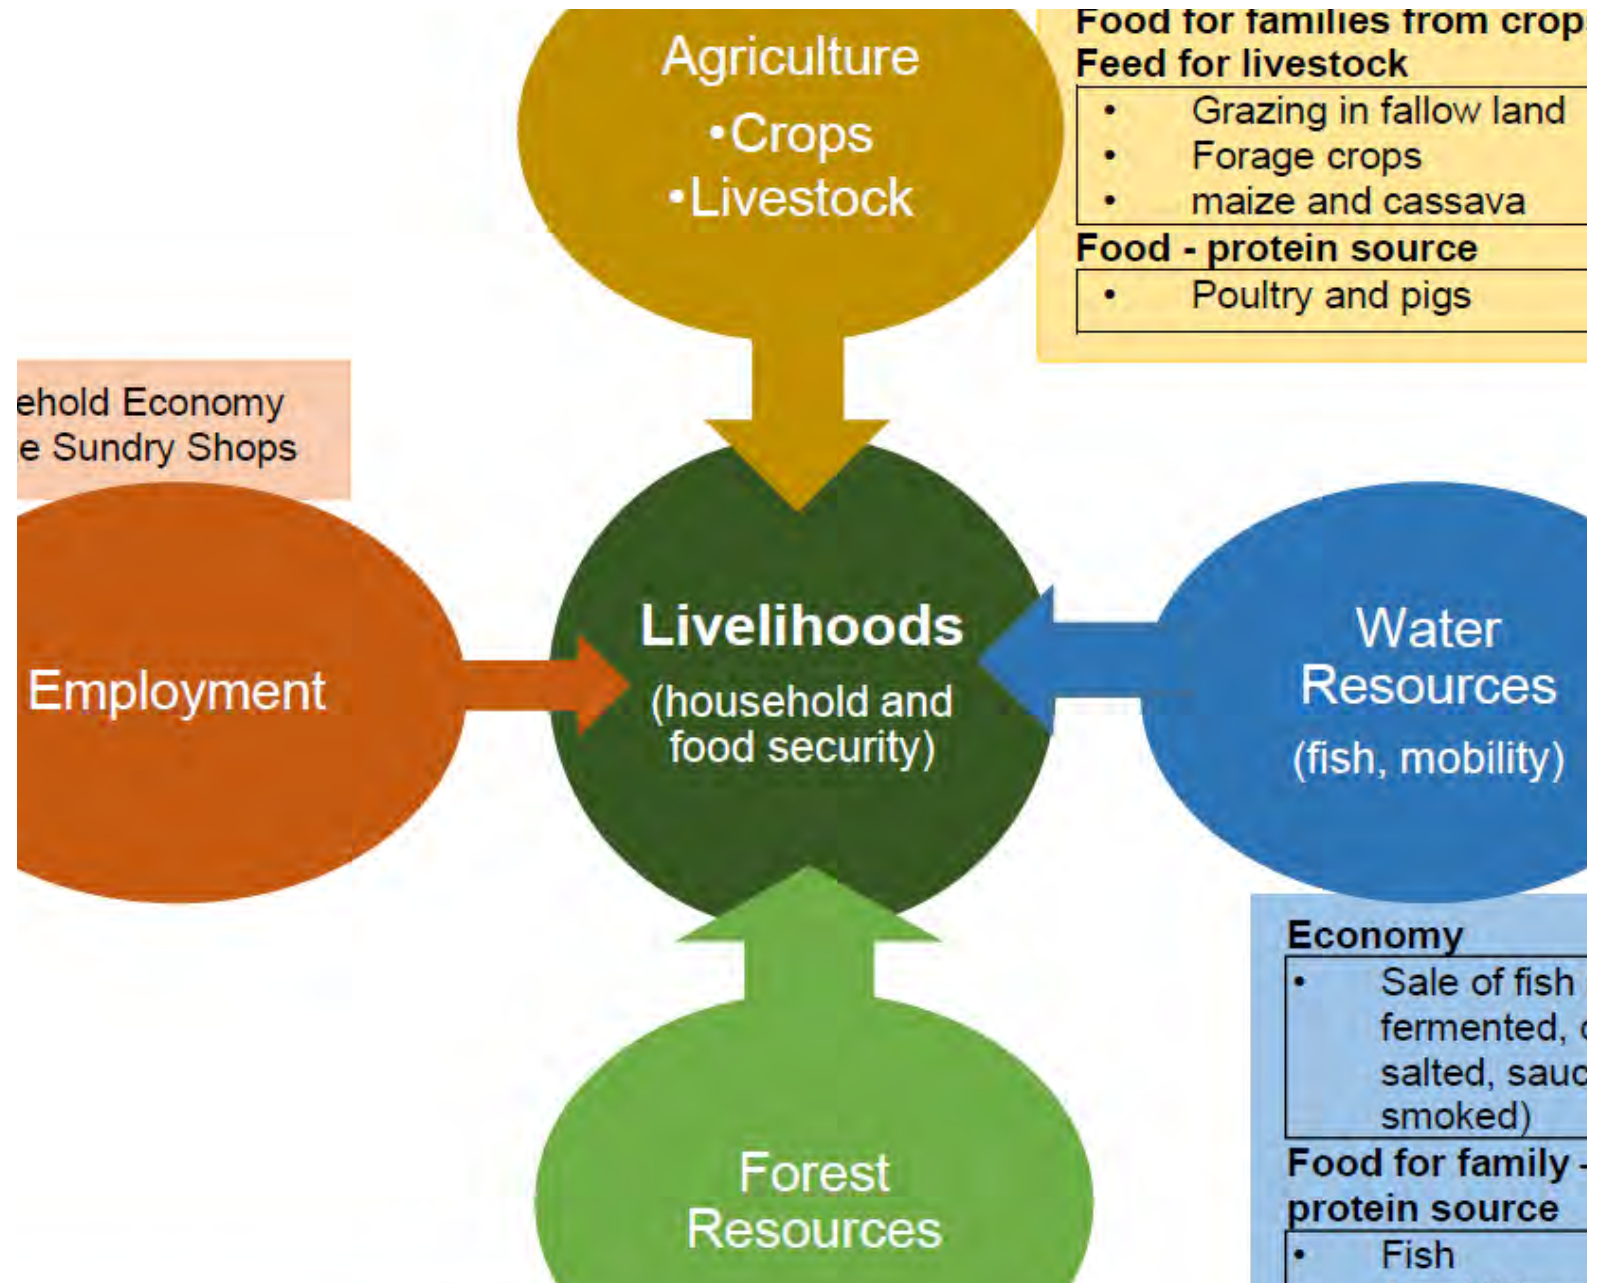 Agriculture
•Crops
•Livestock
Food for families from crop
Feed for livestock
• Grazing in fallow land
• Forage crops
• maize and cassava
Food - protein source
• Poultry and pigs
ehold Economy
e Sundry Shops
Employment
Livelihoods
(household and
food security)
Water
Resources
(fish, mobility)
Forest
Resources
Economy
• Sale of fish
fermented,
salted, sauc
smoked)
Food for family -
protein source
• Fish